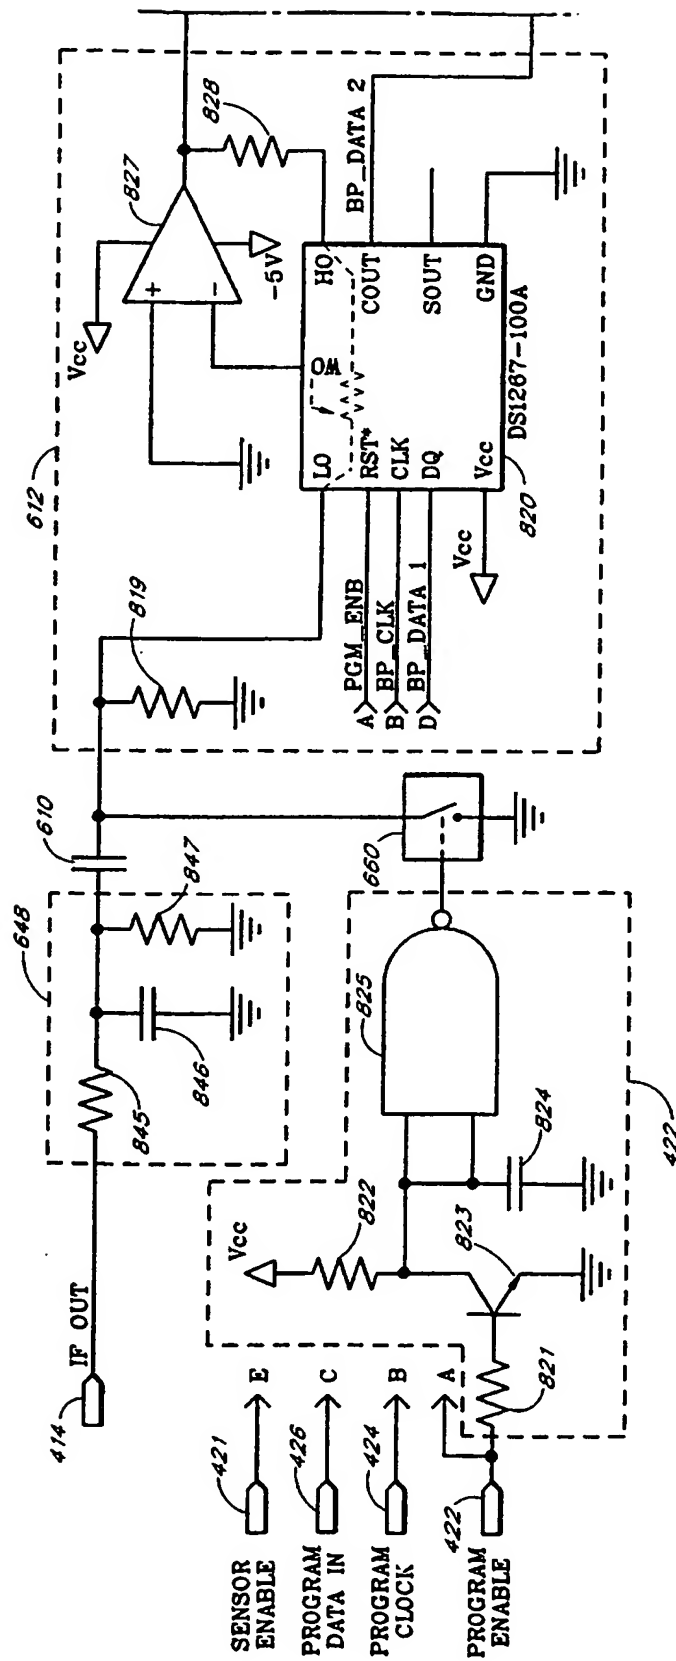 612
648
610
819
Vcc
827
828
+
-
-5V
IF OUT
414
845
846
847
LO
WO
HO
RST*
CLK
DQ
Vcc
COUT
SOUT
GND
BP_DATA 2
DS1267-100A
820
A PGM_ENB
B BP_CLK
D BP_DATA 1
Vcc
660
825
824
Vcc
822
823
821
SENSOR
ENABLE
421
E
PROGRAM
DATA IN
426
C
PROGRAM
CLOCK
424
B
PROGRAM
ENABLE
422
A
422